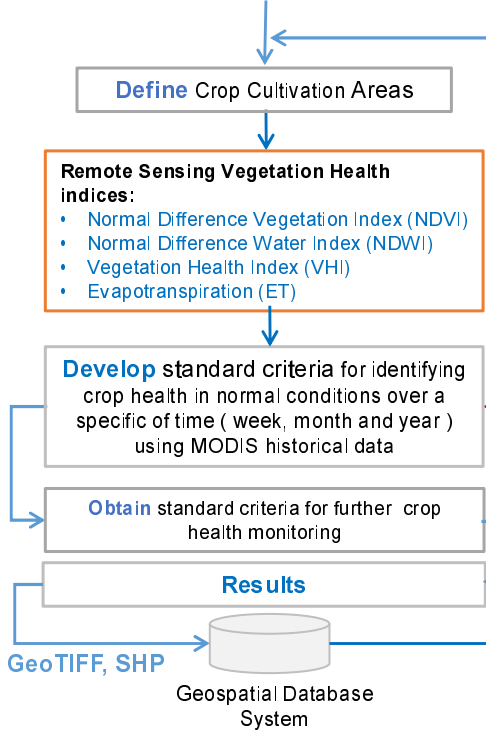 Define Crop Cultivation Areas
Remote Sensing Vegetation Health
indices:
• Normal Difference Vegetation Index (NDVI)
• Normal Difference Water Index (NDWI)
• Vegetation Health Index (VHI)
• Evapotranspiration (ET)
Develop standard criteria for identifying
crop health in normal conditions over a
specific of time ( week, month and year )
using MODIS historical data
Obtain standard criteria for further crop
health monitoring
Results
GeoTIFF, SHP
Geospatial Database
System